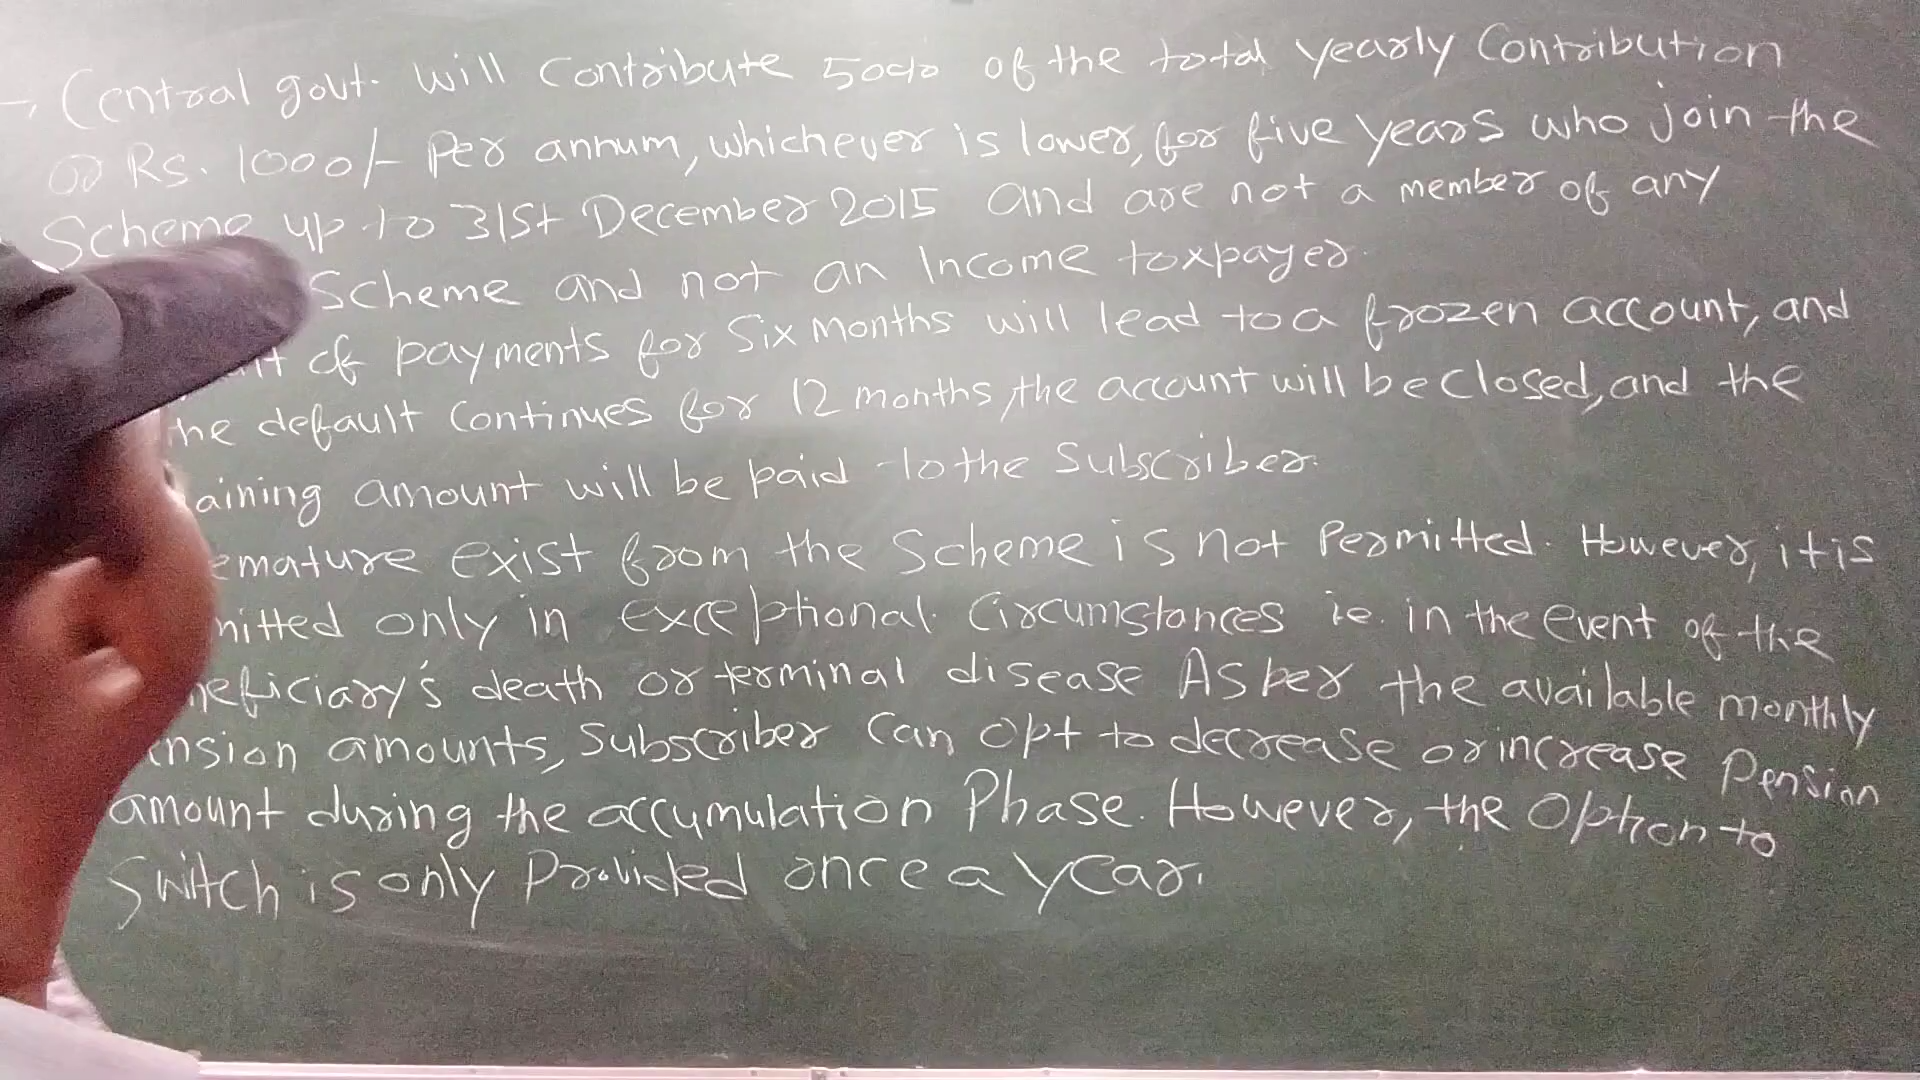 Central govt. will contribute 50% of the total yearly Contribution
or Rs. 1000/- Per annum, whichever is lower, for five years who join the
Scheme up to 31st December 2015 and are not a member of any
Scheme and not an Income taxpayer.
of payments for Six months will lead to a frozen account, and
he default continues for 12 months, the account will be closed, and the
aining amount will be paid to the Subscriber.
emature exist from the Scheme is not Permitted. However, it is
mitted only in exceptional. Circumstances ie. in the event of the
neficiary's death or terminal disease As per the available monthly
nsion amounts, Subscriber Can opt to decrease or increase Pension
amount during the accumulation Phase. However, the Option to
Switch is only Provided once a year.